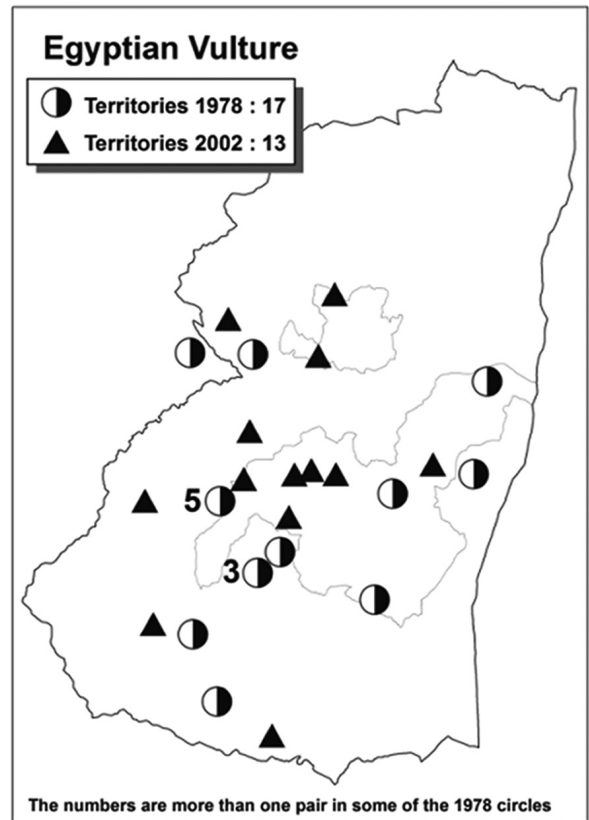 Egyptian Vulture
Territories 1978 : 17
Territories 2002 : 13
5
3
The numbers are more than one pair in some of the 1978 circles